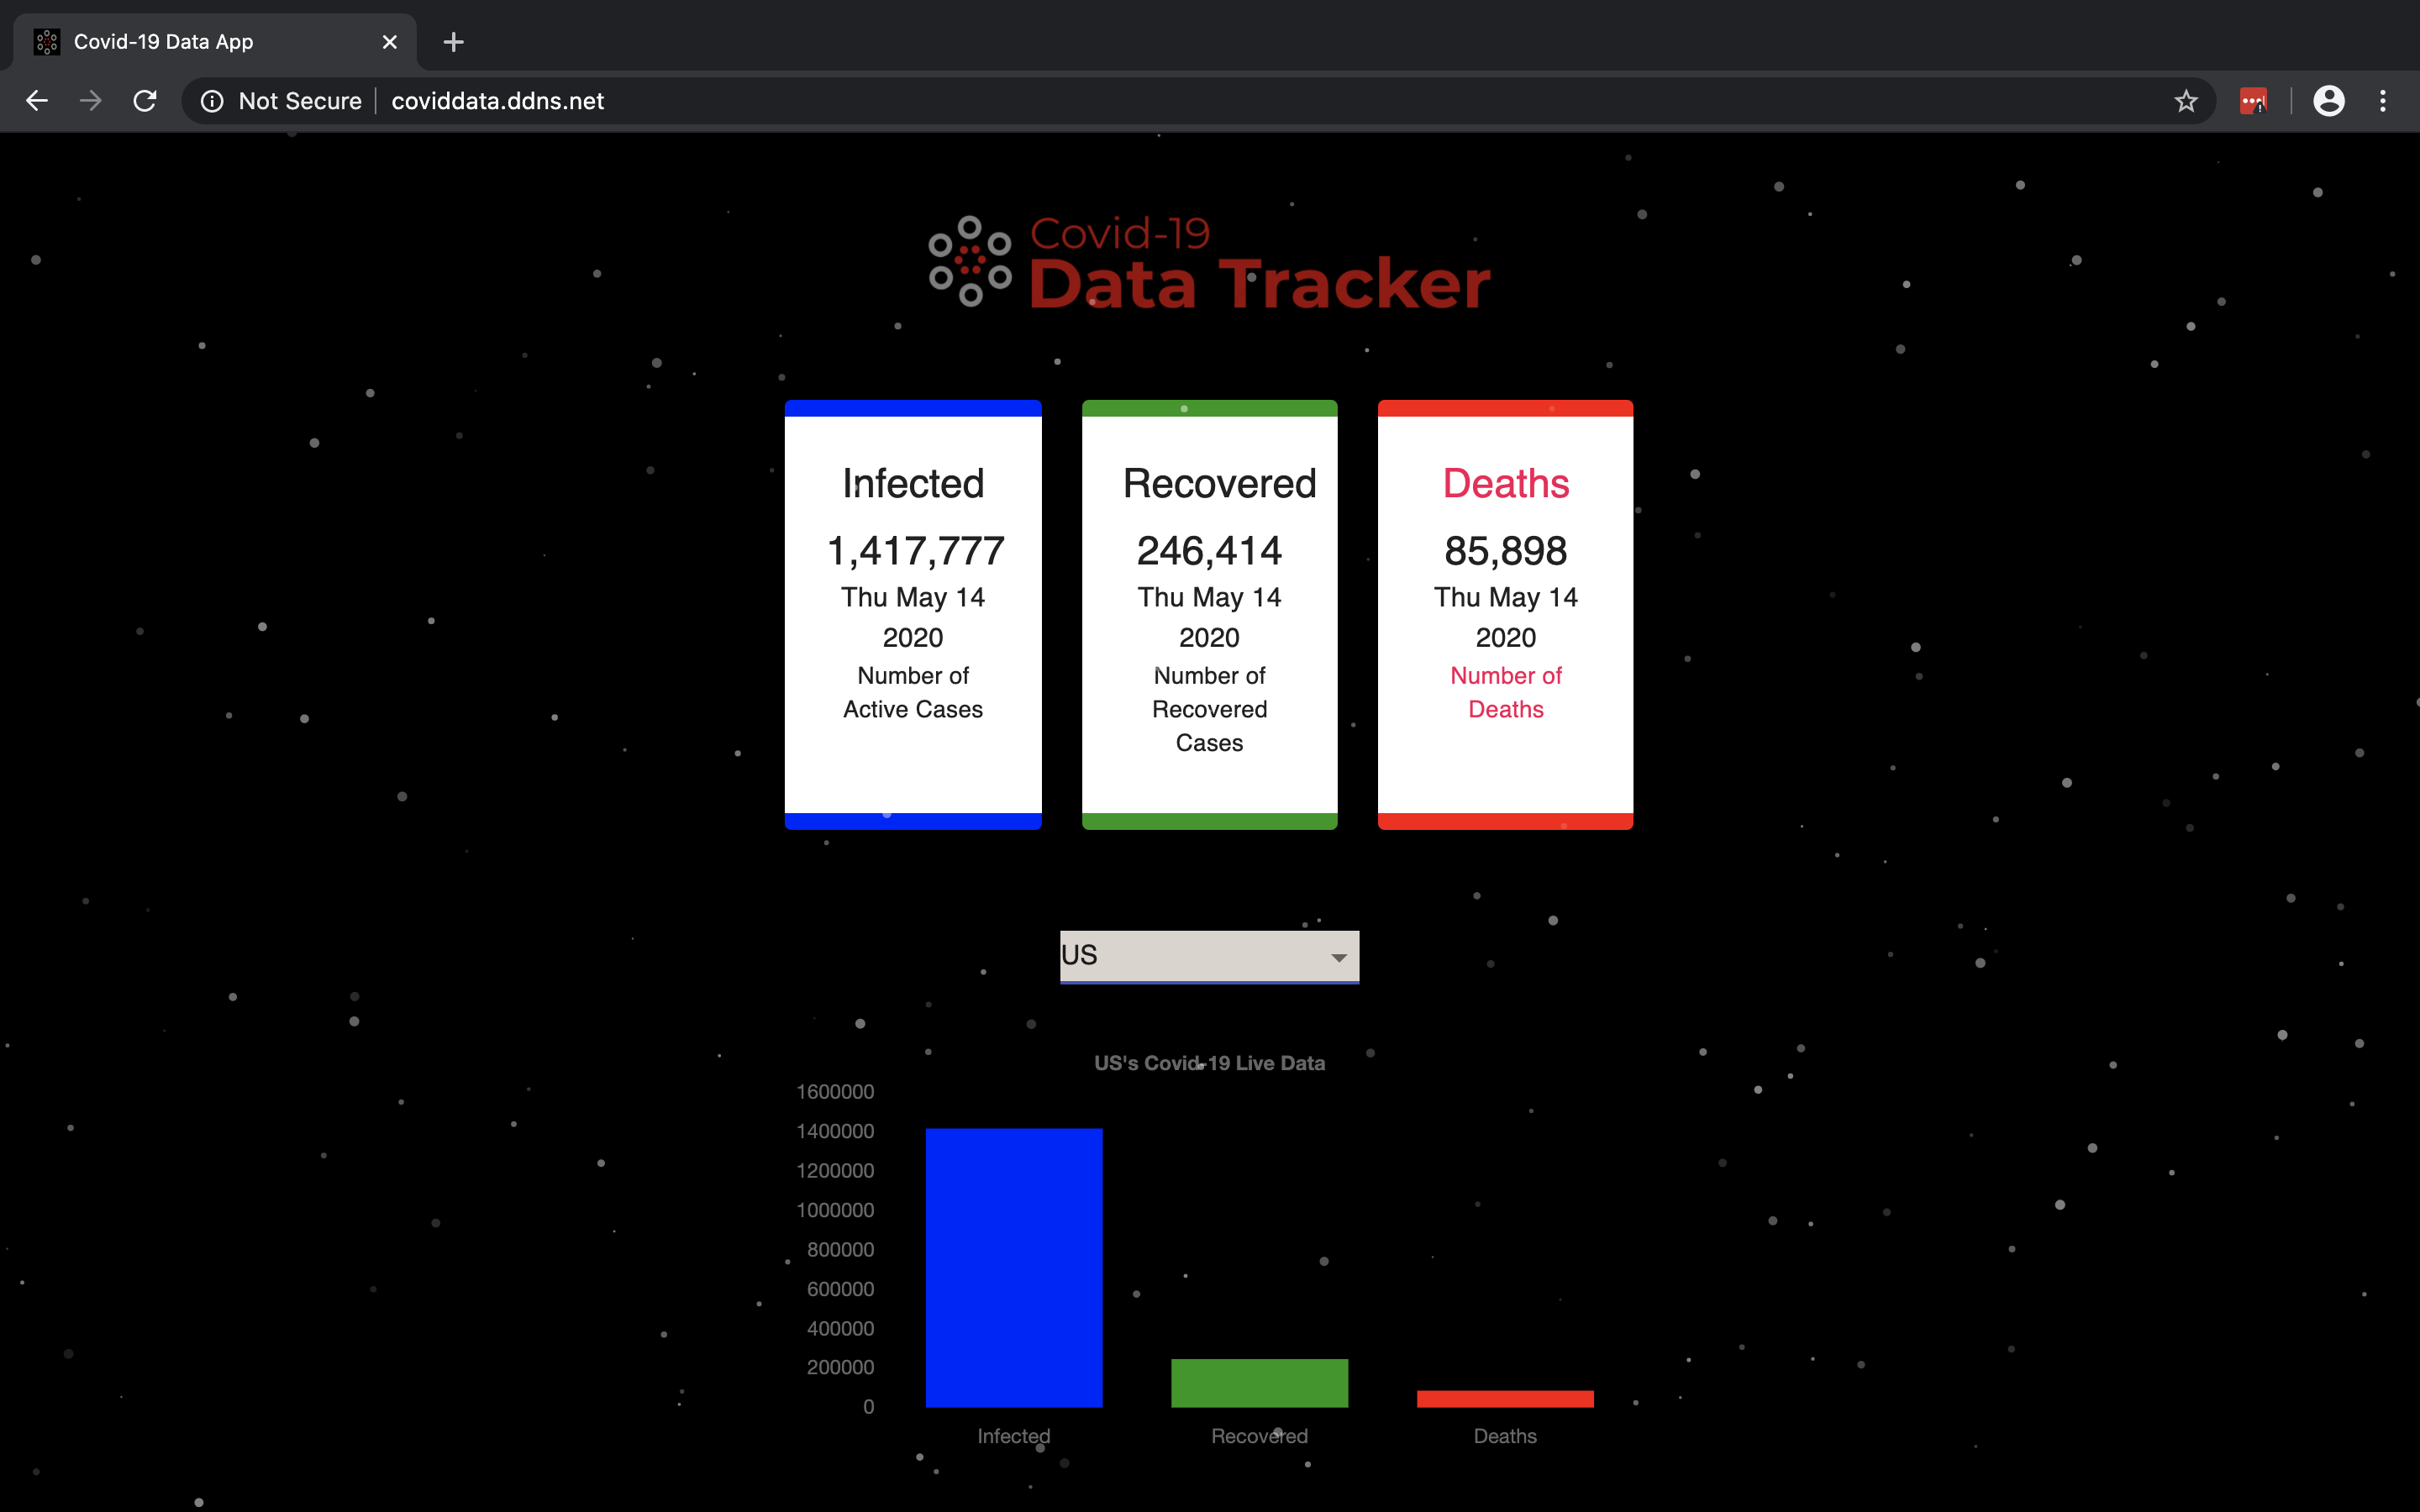 Covid-19 Data App
Not Secure
coviddata.ddns.net
Covid-19
Data Tracker
Infected
1,417,777
Thu May 14
2020
Number of
Active Cases
Recovered
246,414
Thu May 14
2020
Number of
Recovered
Cases
Deaths
85,898
Thu May 14
2020
Number of
Deaths
US
US's Covid-19 Live Data
1600000
1400000
1200000
1000000
800000
600000
400000
200000
0
Infected
Recovered
Deaths